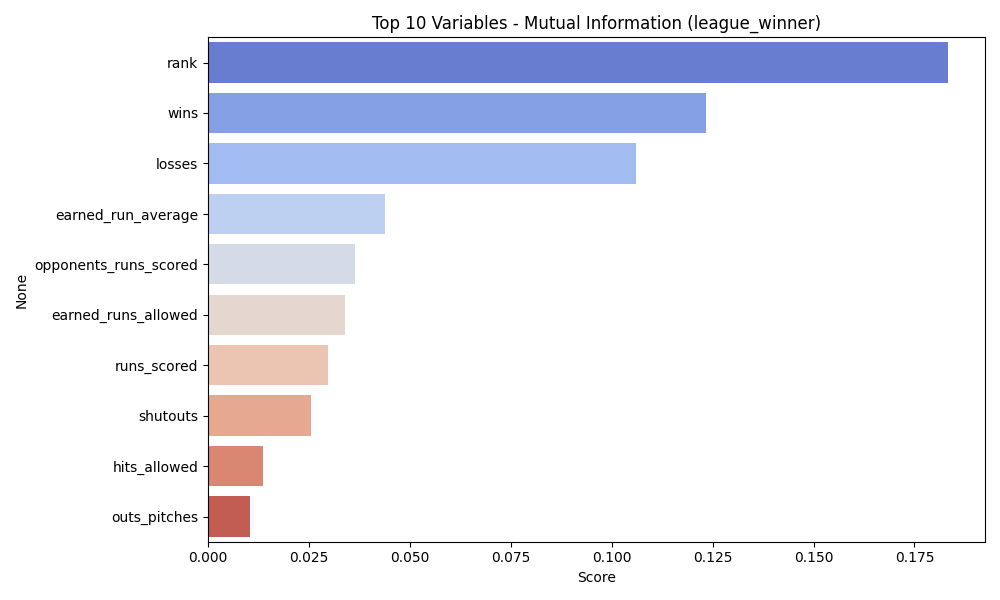 Top 10 Variables - Mutual Information (league_winner)
rank
wins
losses
earned_run_average
opponents_runs_scored
earned_runs_allowed
runs_scored
shutouts
hits_allowed
outs_pitches
None
0.000 0.025 0.050 0.075 0.100 0.125 0.150 0.175
Score